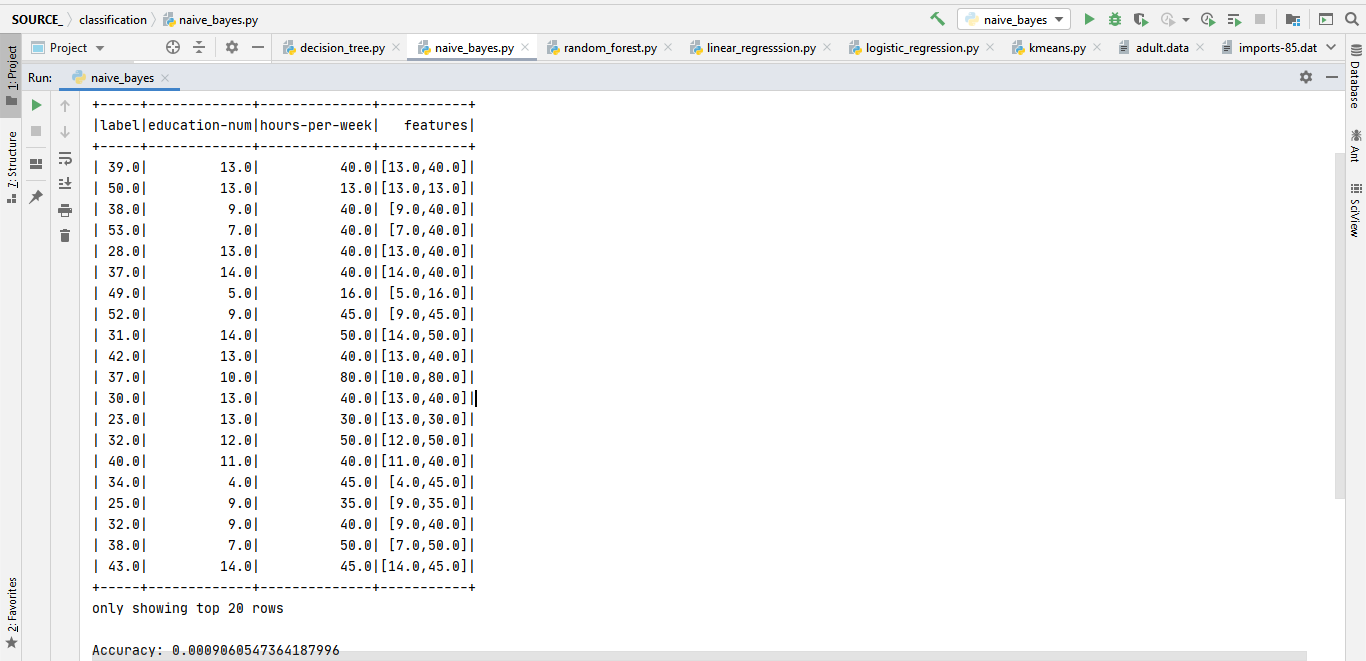 SOURCE_ classification naive_bayes.py naive_bayes
Project decision_tree.py naive_bayes.py random_forest.py linear_regresssion.py logistic_regression.py kmeans.py adult.data imports-85.dat
Run: naive_bayes
1: Project
7: Structure
2: Favorites
+-----+-------------+--------------+-----------+
|label|education-num|hours-per-week|   features|
+-----+-------------+--------------+-----------+
| 39.0|         13.0|          40.0|[13.0,40.0]|
| 50.0|         13.0|          13.0|[13.0,13.0]|
| 38.0|          9.0|          40.0| [9.0,40.0]|
| 53.0|          7.0|          40.0| [7.0,40.0]|
| 28.0|         13.0|          40.0|[13.0,40.0]|
| 37.0|         14.0|          40.0|[14.0,40.0]|
| 49.0|          5.0|          16.0| [5.0,16.0]|
| 52.0|          9.0|          45.0| [9.0,45.0]|
| 31.0|         14.0|          50.0|[14.0,50.0]|
| 42.0|         13.0|          40.0|[13.0,40.0]|
| 37.0|         10.0|          80.0|[10.0,80.0]|
| 30.0|         13.0|          40.0|[13.0,40.0]|
| 23.0|         13.0|          30.0|[13.0,30.0]|
| 32.0|         12.0|          50.0|[12.0,50.0]|
| 40.0|         11.0|          40.0|[11.0,40.0]|
| 34.0|          4.0|          45.0| [4.0,45.0]|
| 25.0|          9.0|          35.0| [9.0,35.0]|
| 32.0|          9.0|          40.0| [9.0,40.0]|
| 38.0|          7.0|          50.0| [7.0,50.0]|
| 43.0|         14.0|          45.0|[14.0,45.0]|
+-----+-------------+--------------+-----------+
only showing top 20 rows
Accuracy: 0.0009060547364187996
Database
Ant
SciView